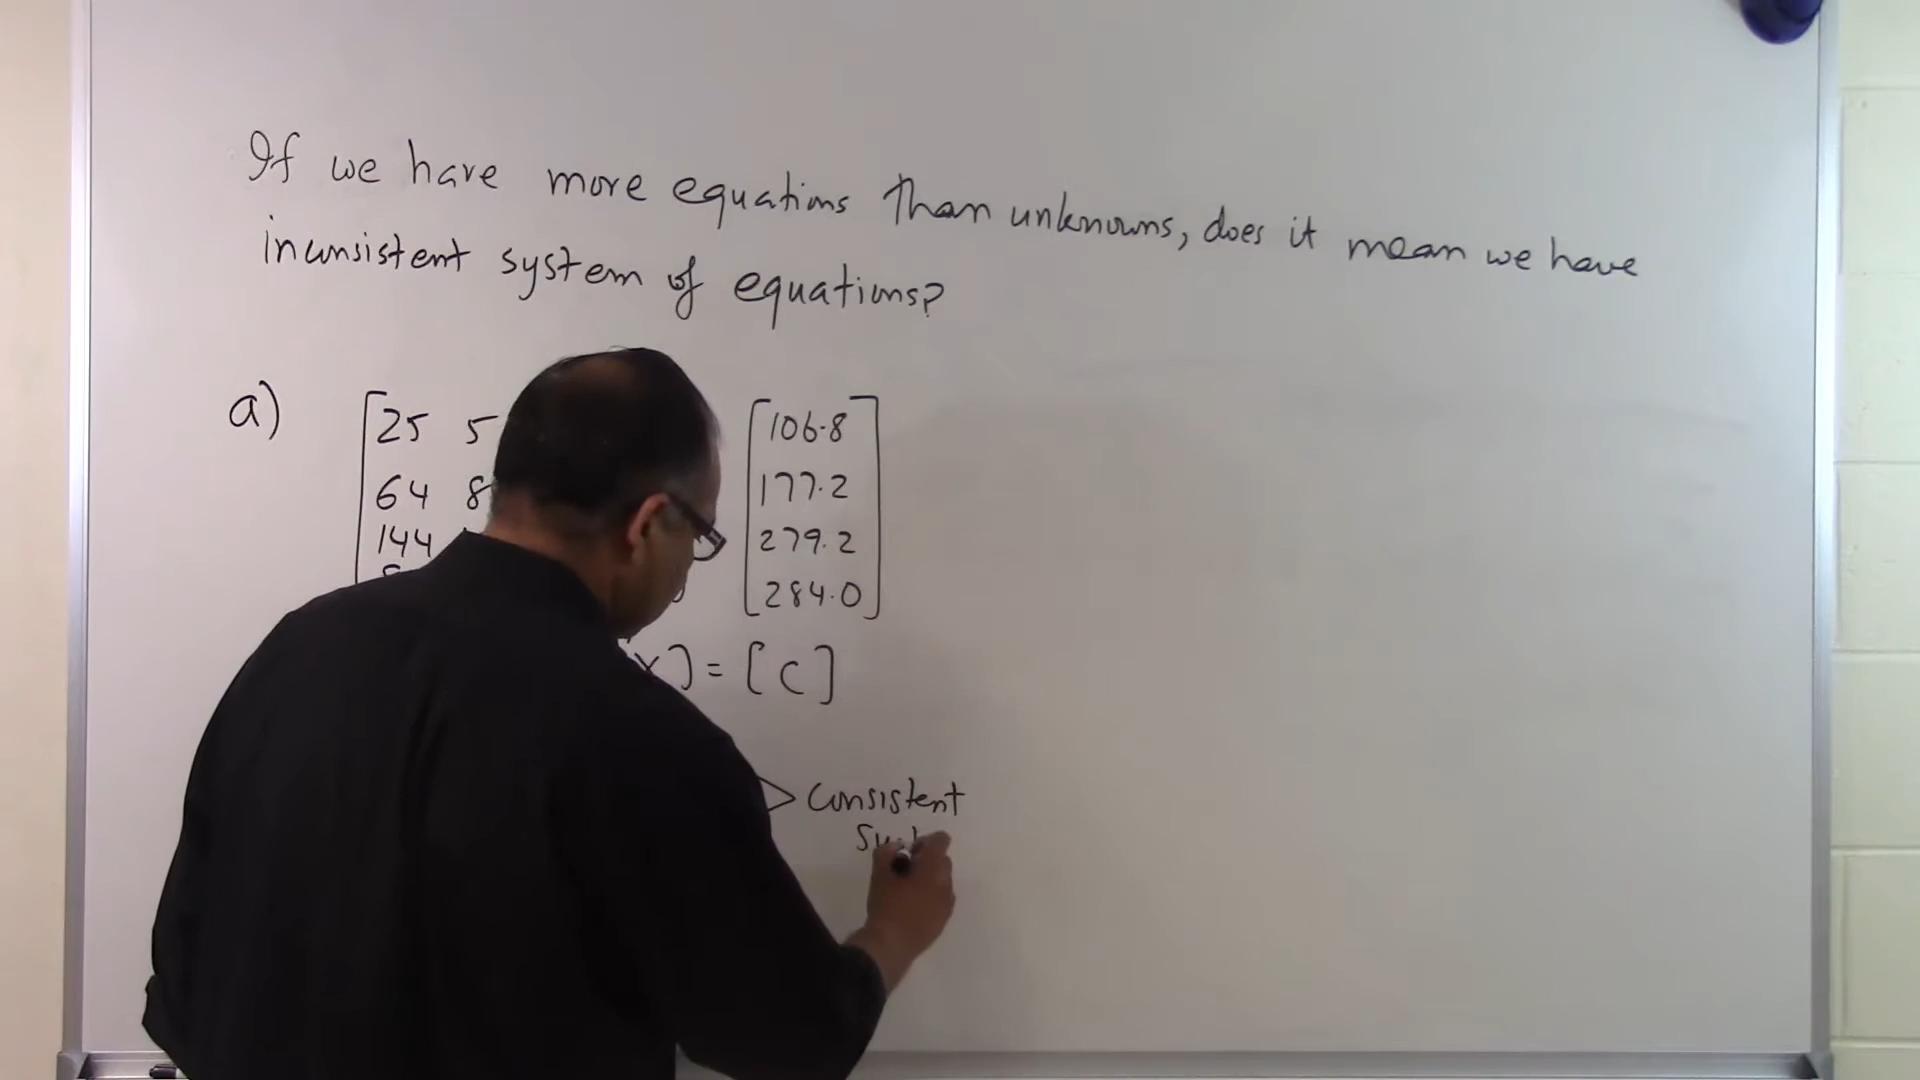 If we have more equations than unknowns, does it mean we have
inconsistent system of equations?
a)
25 5 106.8
64 8 177.2
144 279.2
284.0
] = [C]
> Consistent